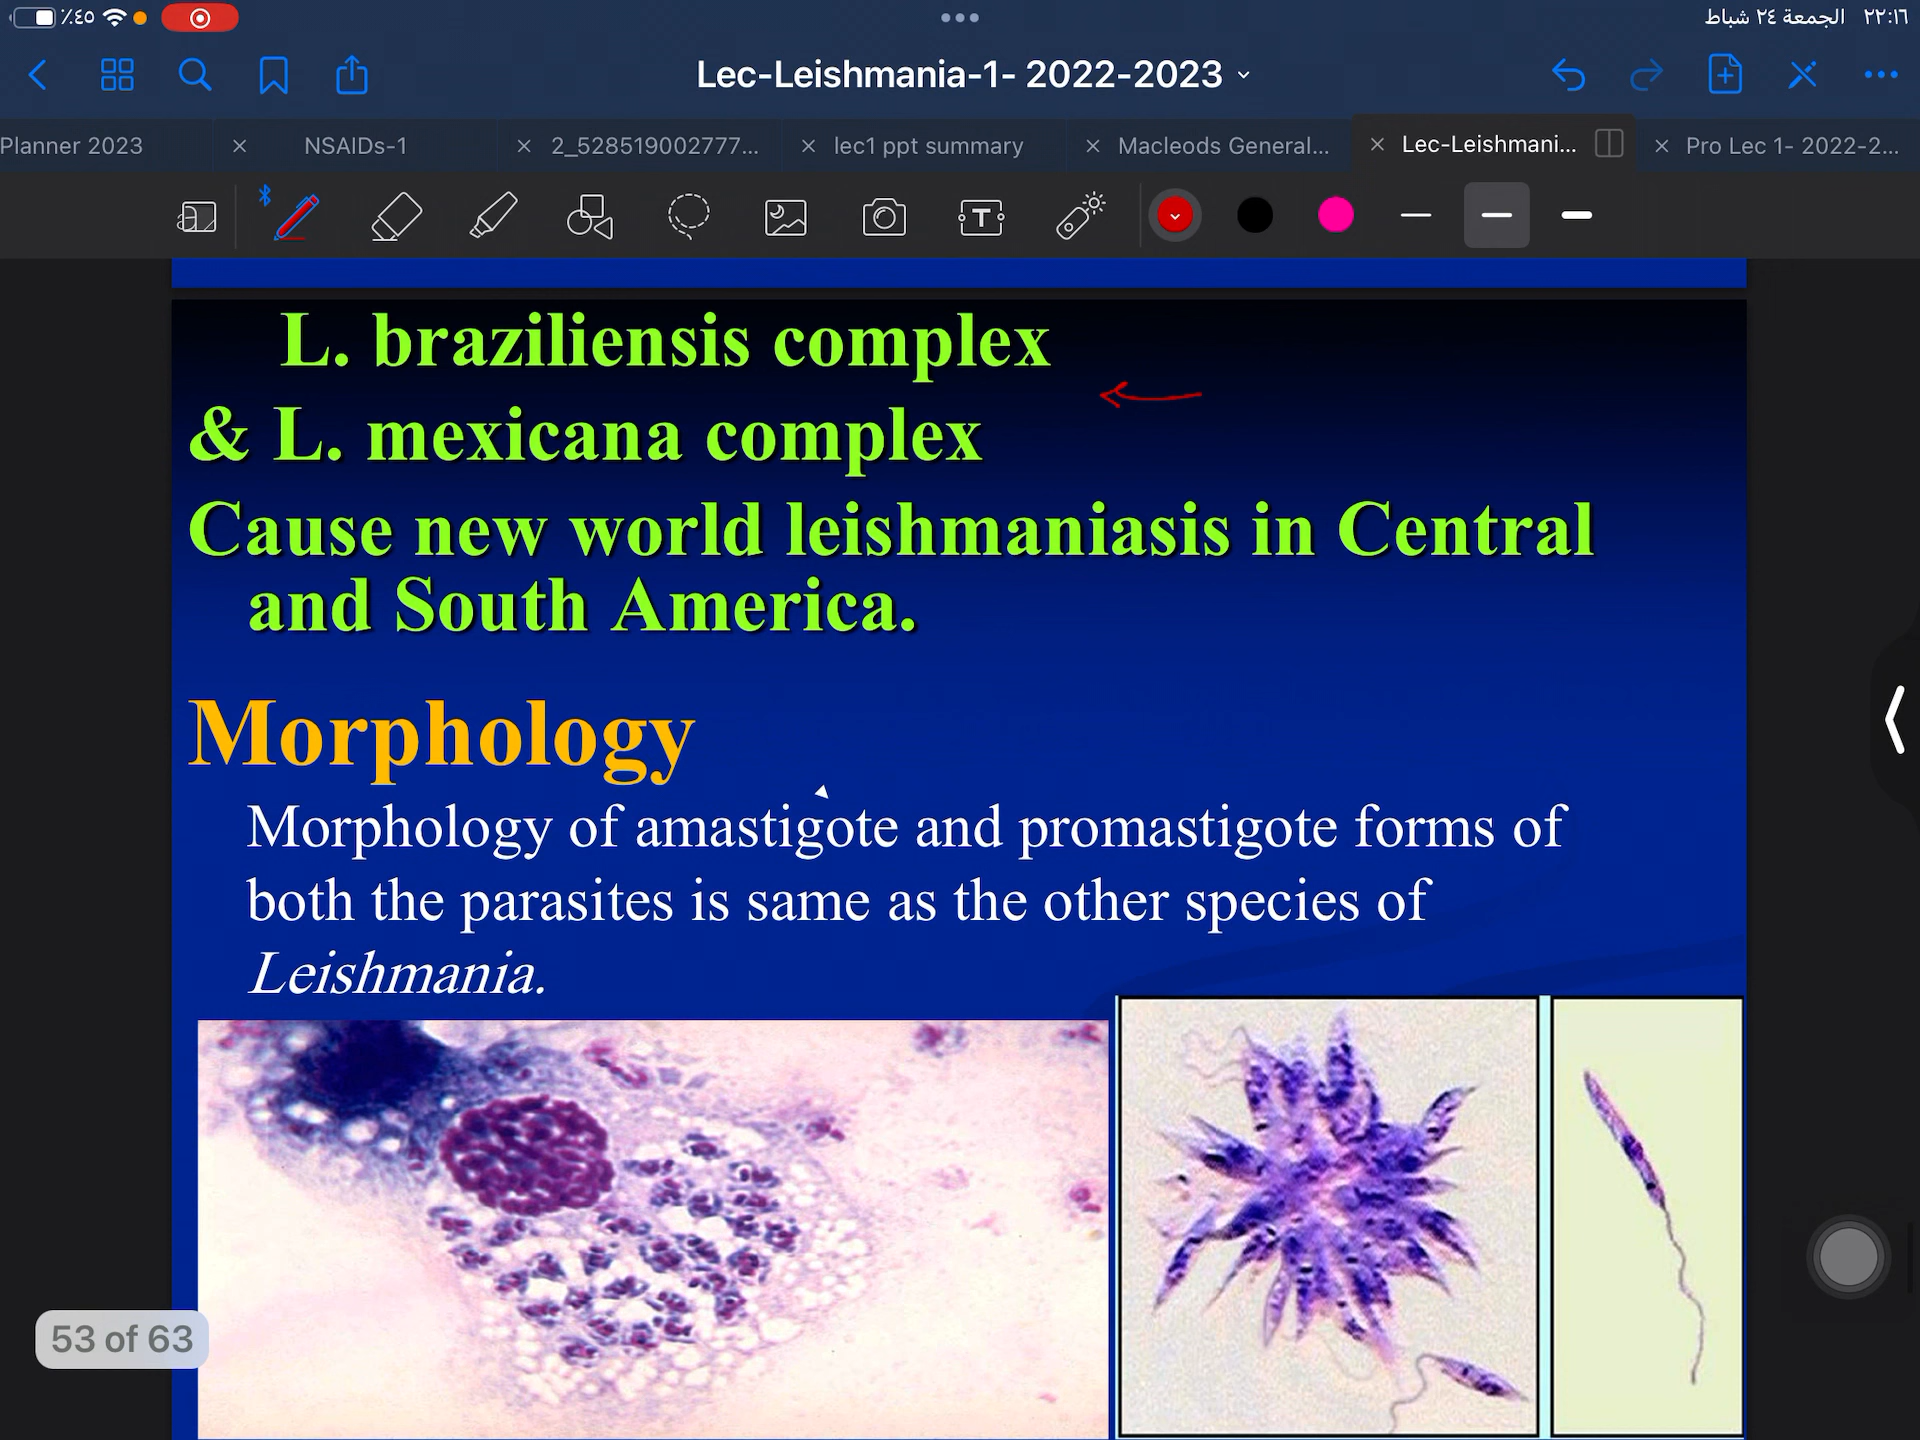 ٪٤٥
الجمعة ٢٤ شباط ٢٢:١٦
Lec-Leishmania-1- 2022-2023
Planner 2023
NSAIDs-1
2_528519002777...
lec1 ppt summary
Macleods General...
Lec-Leishmani...
Pro Lec 1- 2022-2...
L. braziliensis complex
& L. mexicana complex
Cause new world leishmaniasis in Central
and South America.
Morphology
Morphology of amastigote and promastigote forms of
both the parasites is same as the other species of
Leishmania.
53 of 63